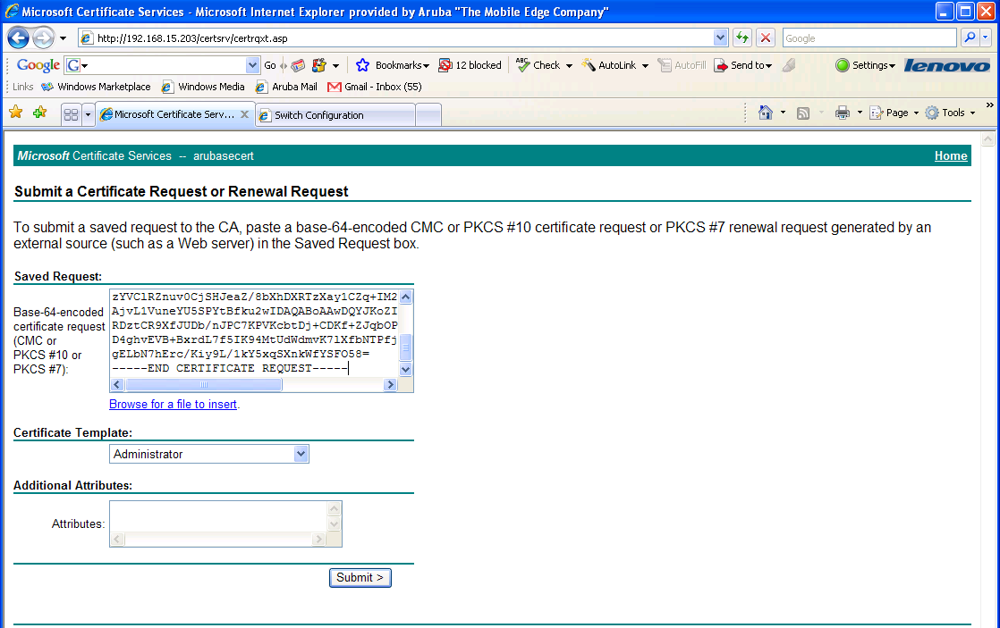 Microsoft Certificate Services - Microsoft Internet Explorer provided by Aruba "The Mobile Edge Company"
http://192.168.15.203/certsrv/certrqxt.asp
Google
Google G Go Bookmarks 12 blocked ABC Check AutoLink AutoFill Send to Settings lenovo
Links Windows Marketplace Windows Media Aruba Mail Gmail - Inbox (55)
Microsoft Certificate Serv... Switch Configuration Page Tools »
Microsoft Certificate Services -- arubasecert Home
Submit a Certificate Request or Renewal Request
To submit a saved request to the CA, paste a base-64-encoded CMC or PKCS #10 certificate request or PKCS #7 renewal request generated by an
external source (such as a Web server) in the Saved Request box.
Saved Request:
Base-64-encoded
certificate request
(CMC or
PKCS #10 or
PKCS #7):
zYVClRZnuv0CjSHJeaZ/8bXhDXRTzXay1CZq+IM2
AjvL1VuneYU5SPYtBfku2wIDAQABoAAwDQYJKoZI
RDztCR9XfJUDb/nJPC7KPVKcbtDj+CDKf+ZJqbOP
D4ghvEVB+BxrdL7f5IK94MtUdWdmvK7lXfbNTPfj
gELbN7hErc/Kiy9L/1kY5xqSXnkWfYSFO58=
-----END CERTIFICATE REQUEST-----
Browse for a file to insert.
Certificate Template:
Administrator
Additional Attributes:
Attributes:
Submit >